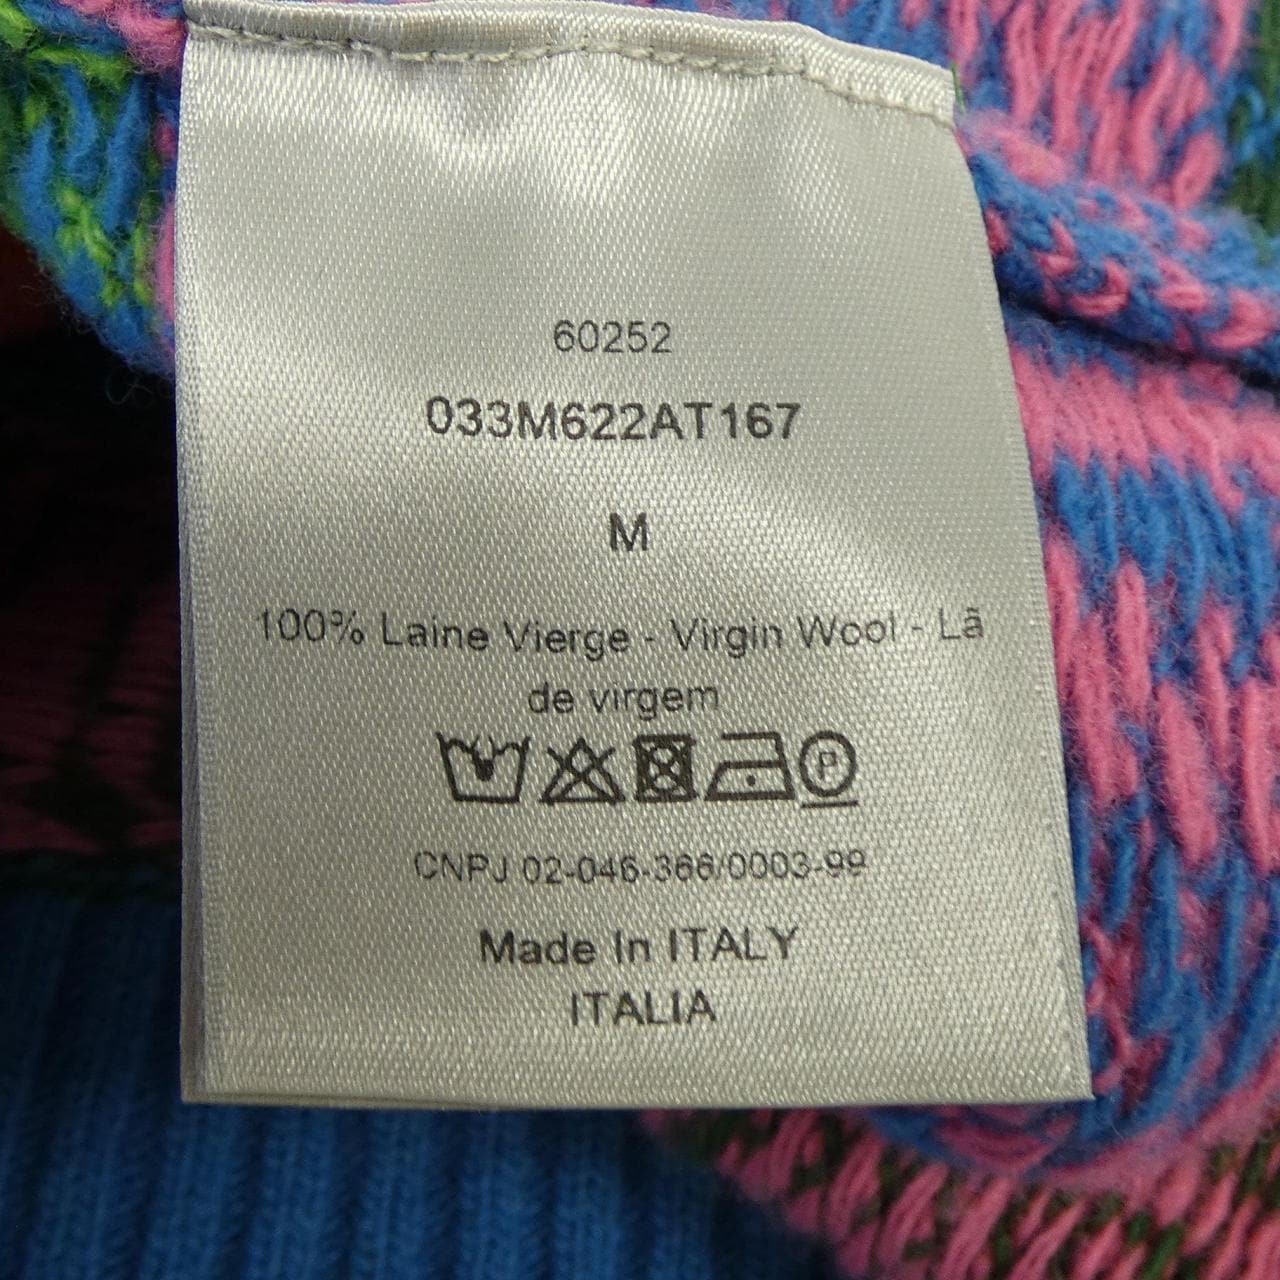 60252
033M622AT167
M
100% Laine Vierge - Virgin Wool - Lã
de virgem
P
CNPJ 02-046-366/0003-99
Made In ITALY
ITALIA